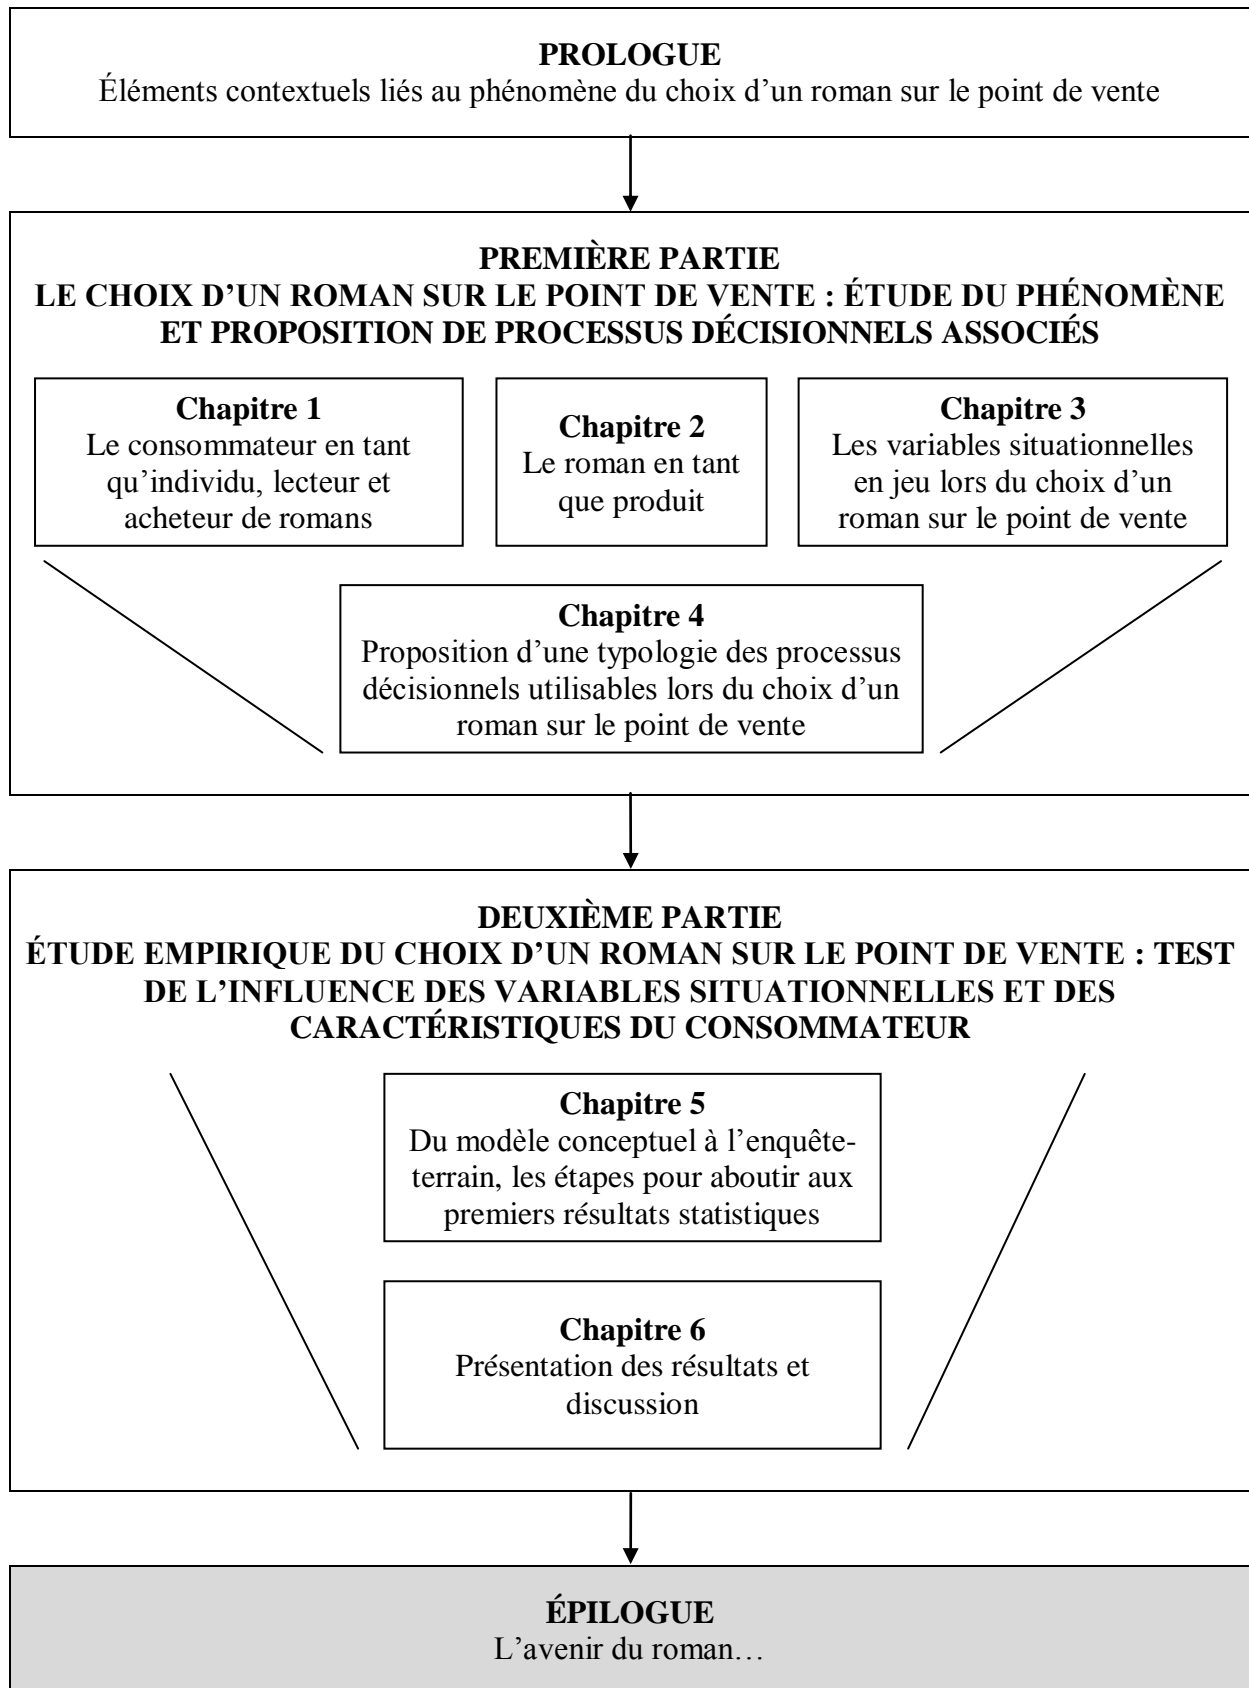 PROLOGUE
Éléments contextuels liés au phénomène du choix d’un roman sur le point de vente
PREMIÈRE PARTIE
LE CHOIX D’UN ROMAN SUR LE POINT DE VENTE : ÉTUDE DU PHÉNOMÈNE
ET PROPOSITION DE PROCESSUS DÉCISIONNELS ASSOCIÉS
Chapitre 1
Le consommateur en tant
qu’individu, lecteur et
acheteur de romans
Chapitre 2
Le roman en tant
que produit
Chapitre 3
Les variables situationnelles
en jeu lors du choix d’un
roman sur le point de vente
Chapitre 4
Proposition d’une typologie des processus
décisionnels utilisables lors du choix d’un
roman sur le point de vente
DEUXIÈME PARTIE
ÉTUDE EMPIRIQUE DU CHOIX D’UN ROMAN SUR LE POINT DE VENTE : TEST
DE L’INFLUENCE DES VARIABLES SITUATIONNELLES ET DES
CARACTÉRISTIQUES DU CONSOMMATEUR
Chapitre 5
Du modèle conceptuel à l’enquête-
terrain, les étapes pour aboutir aux
premiers résultats statistiques
Chapitre 6
Présentation des résultats et
discussion
ÉPILOGUE
L’avenir du roman…